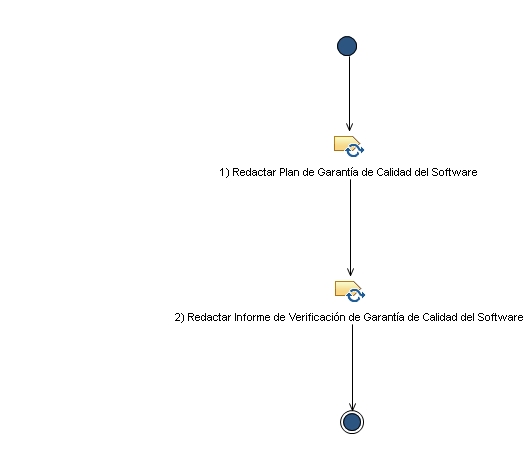 1) Redactar Plan de Garantía de Calidad del Software
2) Redactar Informe de Verificación de Garantía de Calidad del Software